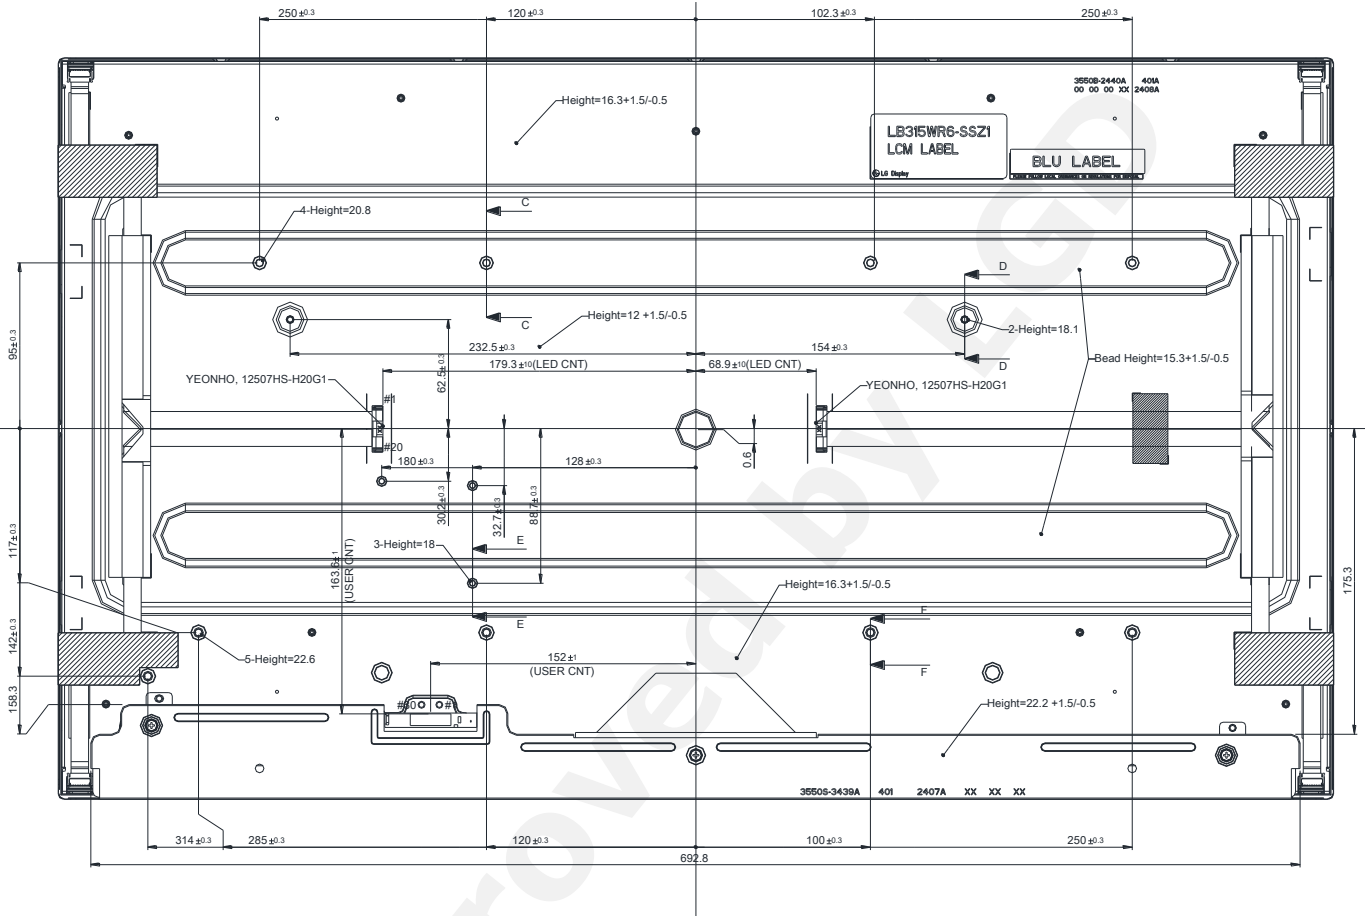 250±0.3
120±0.3
102.3±0.3
250±0.3
3550B-2440A 401A
00 00 00 XX 2408A
Height=16.3+1.5/-0.5
LB315WR6-SSZ1
LCM LABEL
LG Display
BLU LABEL
4-Height=20.8
C
D
C
Height=12 +1.5/-0.5
2-Height=18.1
95±0.3
232.5±0.3
154±0.3
D
Bead Height=15.3+1.5/-0.5
62.5±0.3
179.3±10(LED CNT)
68.9±10(LED CNT)
YEONHO, 12507HS-H20G1
YEONHO, 12507HS-H20G1
#1
#20
180±0.3
128±0.3
0.6
30.2±0.3
32.7±0.3
88.7±0.3
117±0.3
3-Height=18
E
163.6±1
(USER CNT)
Height=16.3+1.5/-0.5
175.3
E
F
142±0.3
5-Height=22.6
152±1
(USER CNT)
F
158.3
Height=22.2 +1.5/-0.5
3550S-3439A 401 2407A XX XX XX
314±0.3
285±0.3
120±0.3
100±0.3
250±0.3
692.8
roved by LGD